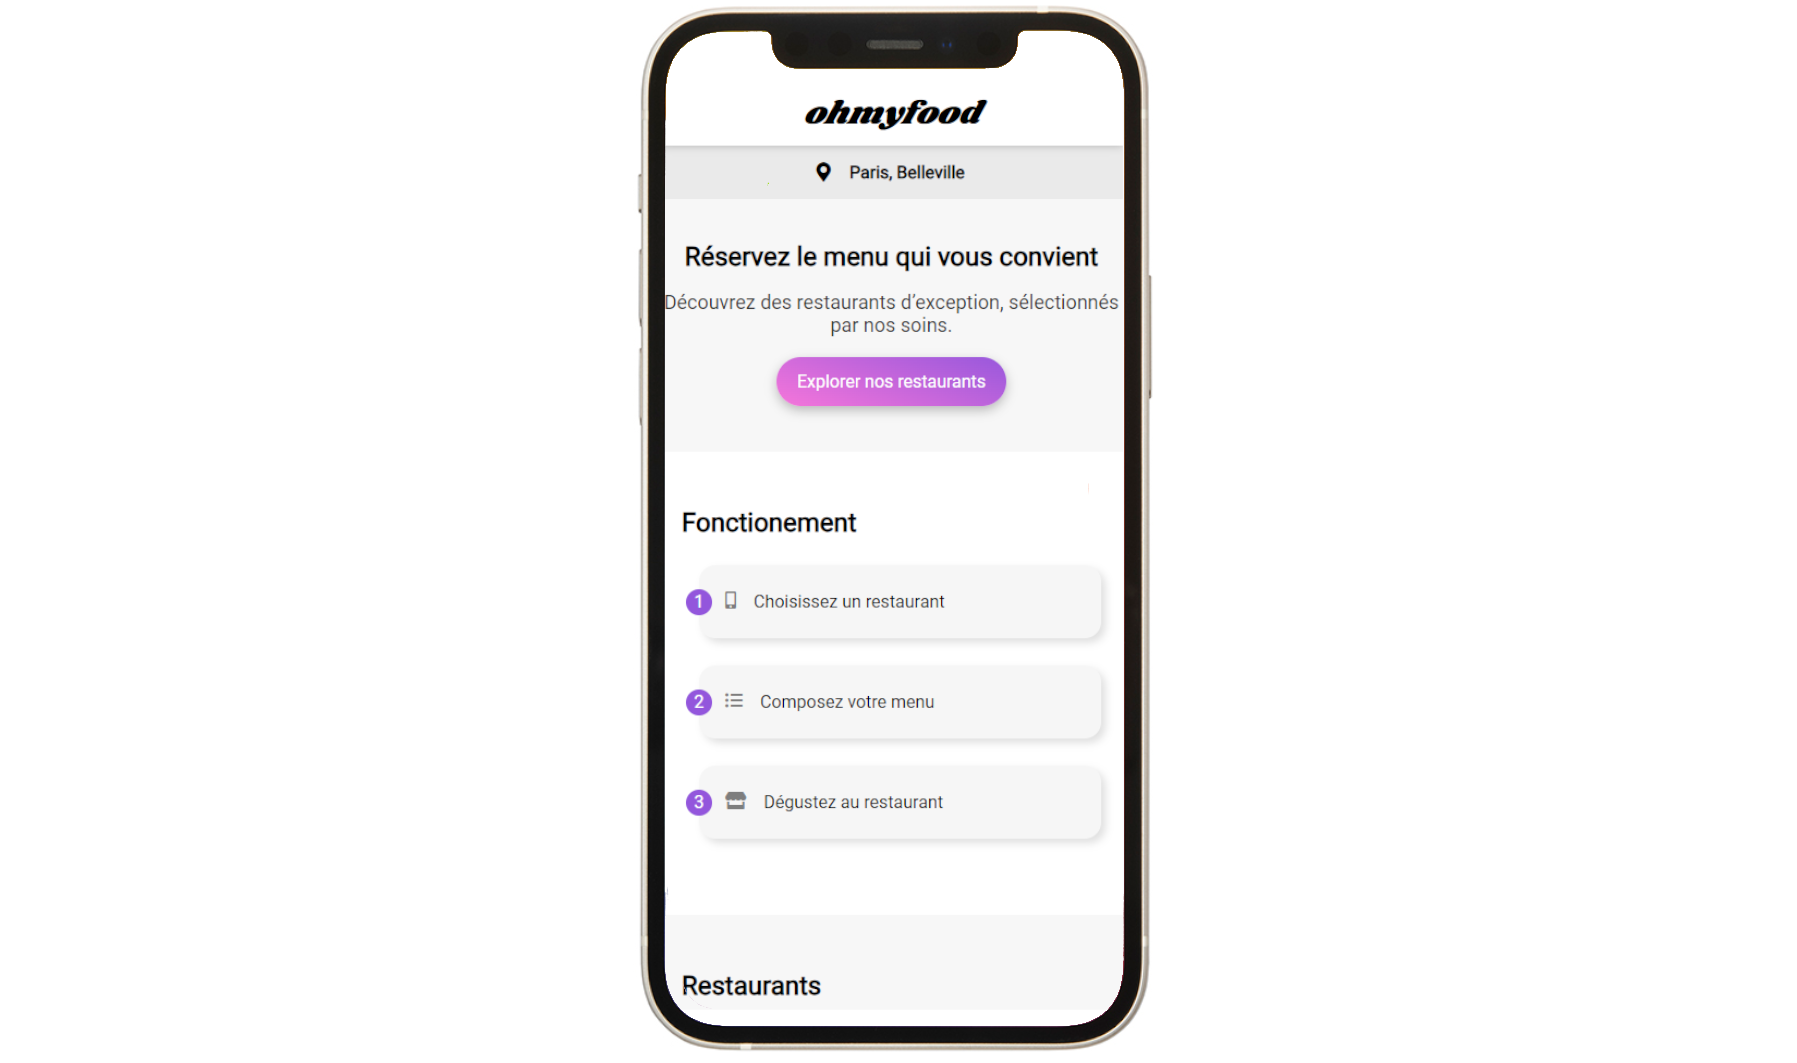 ohmyfood
Paris, Belleville
Réservez le menu qui vous convient
Découvrez des restaurants d’exception, sélectionnés
par nos soins.
Explorer nos restaurants
Fonctionement
1 Choisissez un restaurant
2 Composez votre menu
3 Dégustez au restaurant
Restaurants